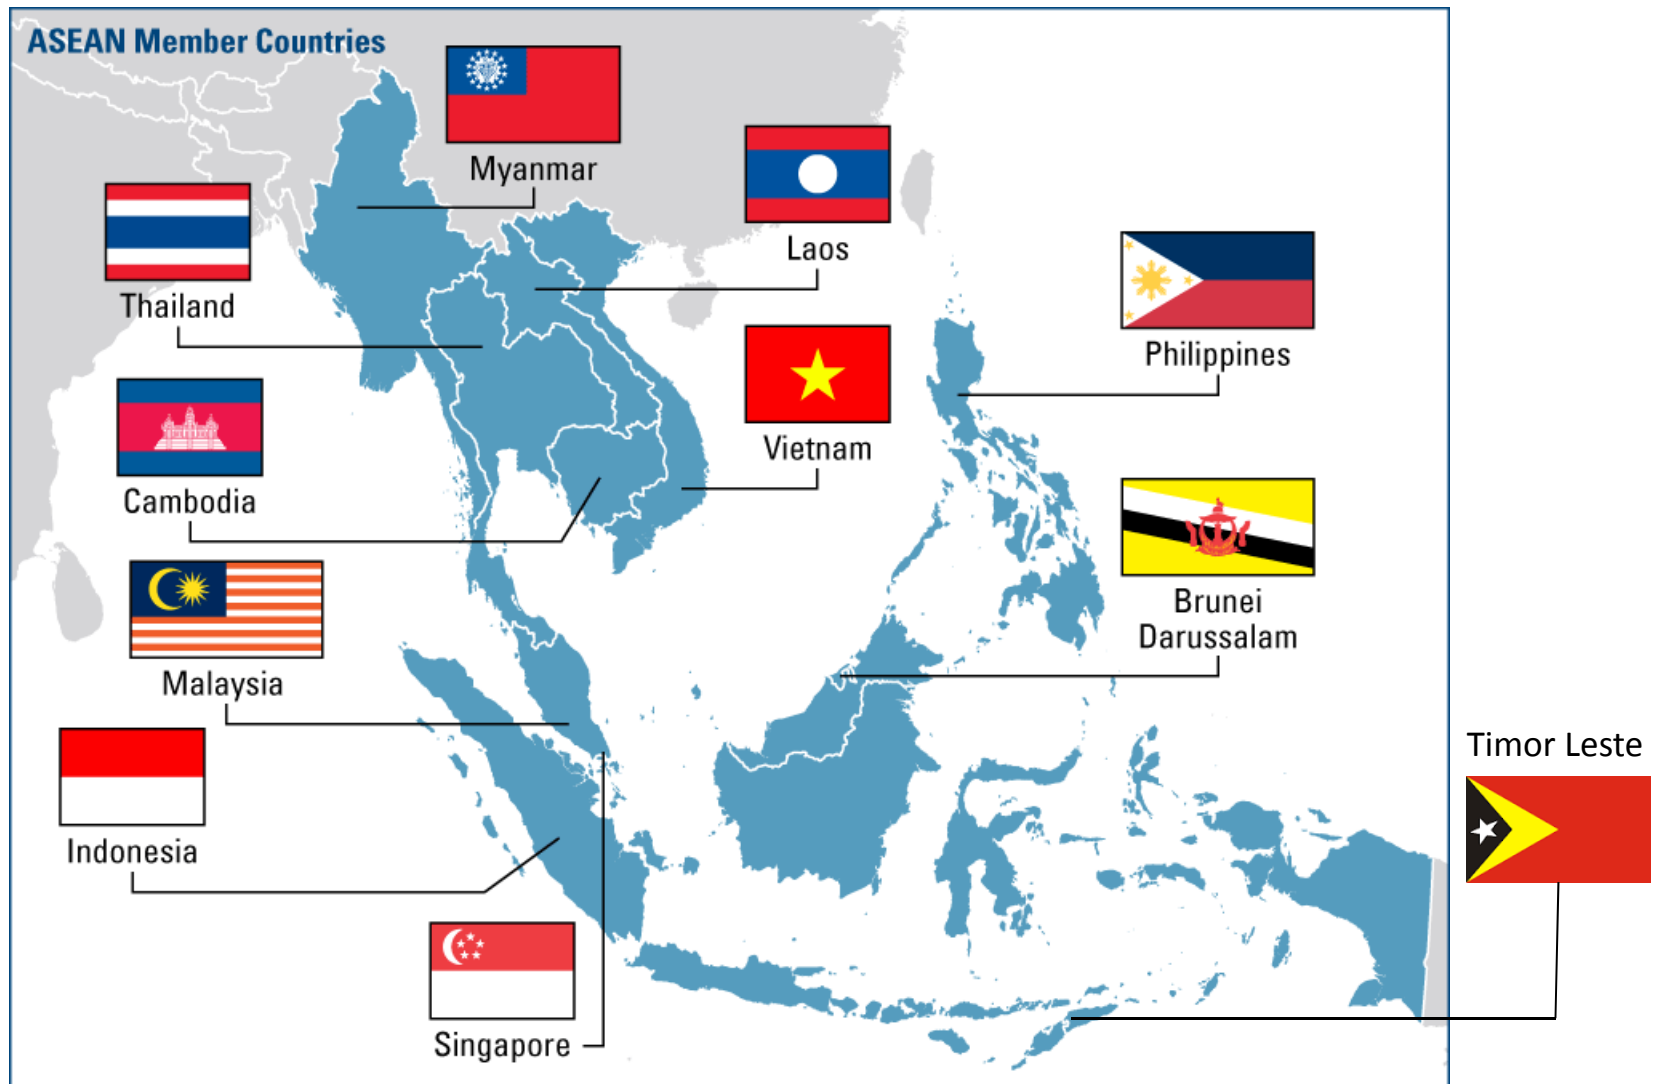 ASEAN Member Countries
Myanmar
Laos
Thailand
Philippines
Vietnam
Cambodia
Brunei
Darussalam
Malaysia
Timor Leste
Indonesia
Singapore